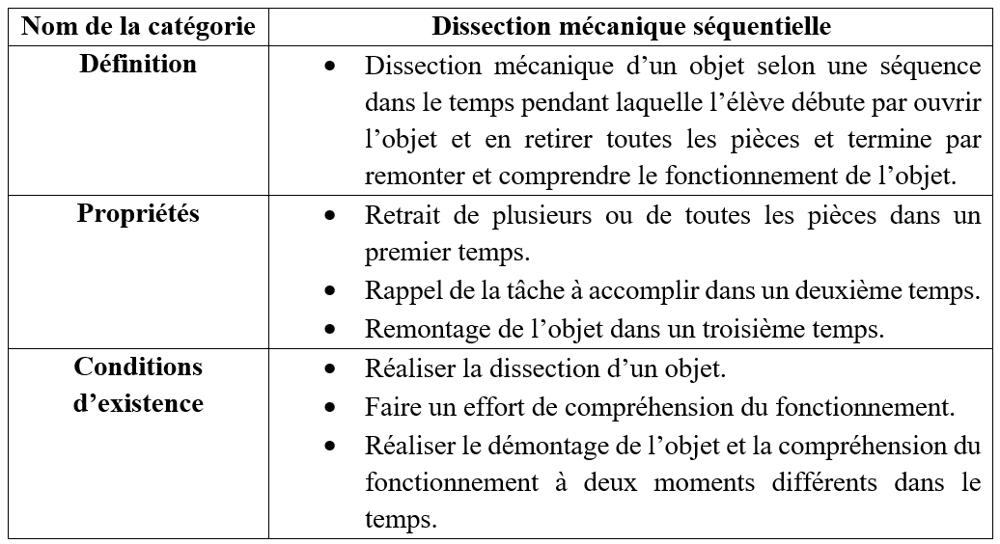 Nom de la catégorie Dissection mécanique séquentielle
Définition • Dissection mécanique d’un objet selon une séquence
dans le temps pendant laquelle l’élève débute par ouvrir
l’objet et en retirer toutes les pièces et termine par
remonter et comprendre le fonctionnement de l’objet.
Propriétés • Retrait de plusieurs ou de toutes les pièces dans un
premier temps.
• Rappel de la tâche à accomplir dans un deuxième temps.
• Remontage de l’objet dans un troisième temps.
Conditions • Réaliser la dissection d’un objet.
d’existence • Faire un effort de compréhension du fonctionnement.
• Réaliser le démontage de l’objet et la compréhension du
fonctionnement à deux moments différents dans le
temps.